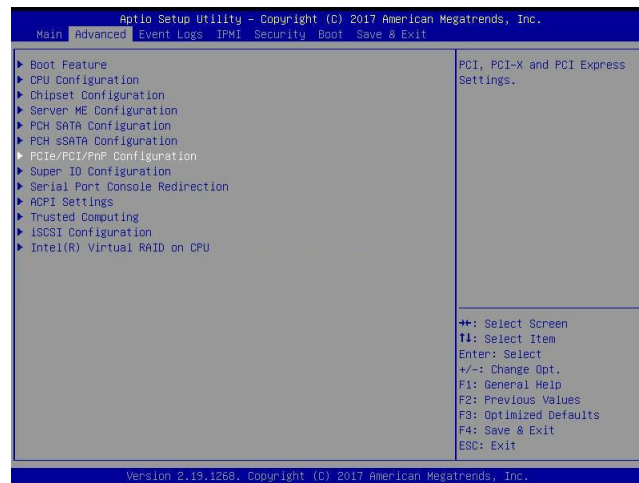 Aptio Setup Utility – Copyright (C) 2017 American Megatrends, Inc.
Main Advanced Event Logs IPMI Security Boot Save & Exit
Boot Feature
CPU Configuration
Chipset Configuration
Server ME Configuration
PCH SATA Configuration
PCH sSATA Configuration
PCIe/PCI/PnP Configuration
Super IO Configuration
Serial Port Console Redirection
ACPI Settings
Trusted Computing
iSCSI Configuration
Intel(R) Virtual RAID on CPU
PCI, PCI-X and PCI Express
Settings.
→←: Select Screen
↑↓: Select Item
Enter: Select
+/-: Change Opt.
F1: General Help
F2: Previous Values
F3: Optimized Defaults
F4: Save & Exit
ESC: Exit
Version 2.19.1268. Copyright (C) 2017 American Megatrends, Inc.